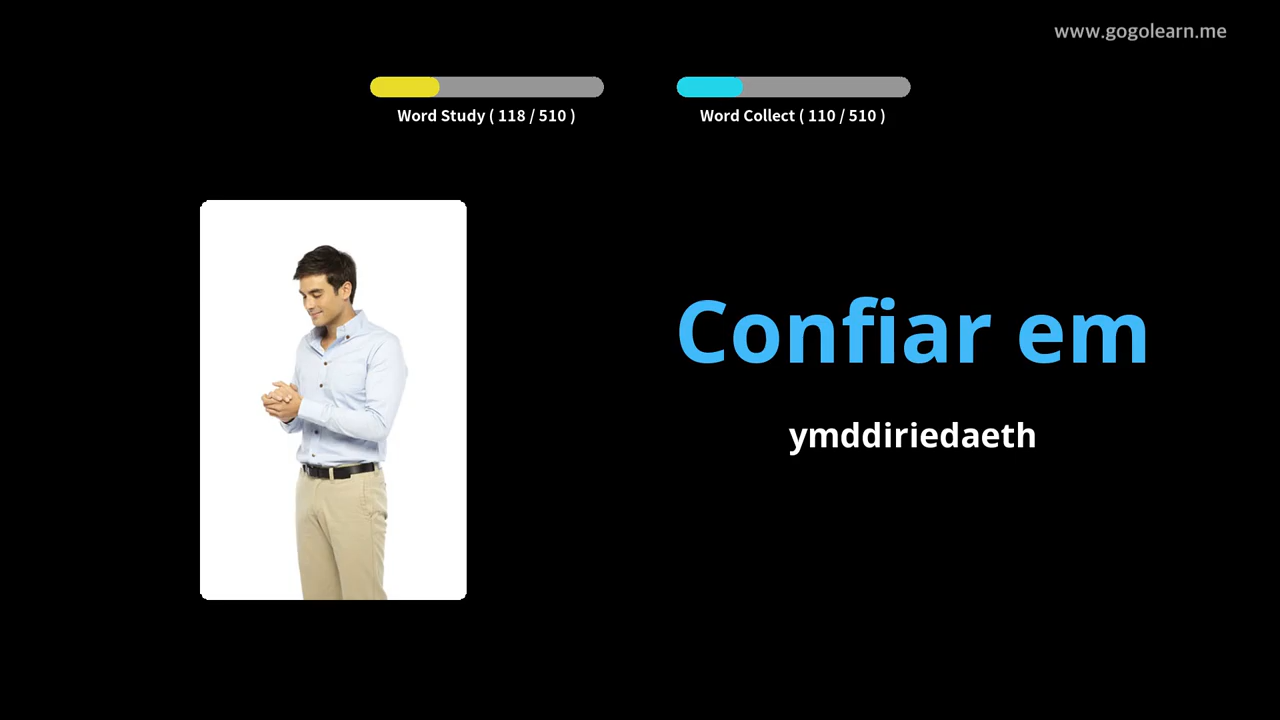 www.gogolearn.me
Word Study ( 118 / 510 )
Word Collect ( 110 / 510 )
Confiar em
ymddiriedaeth